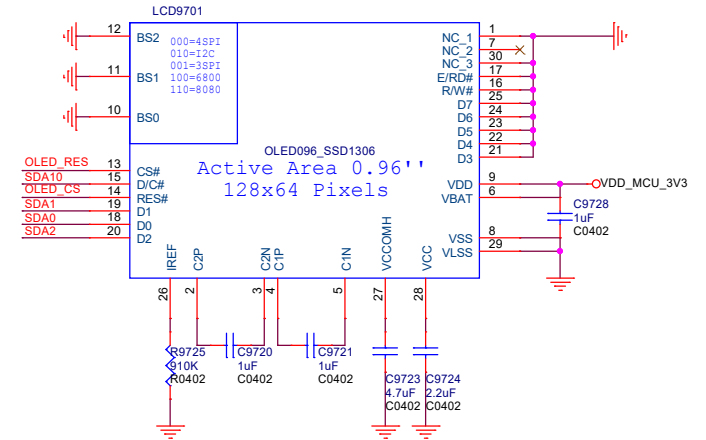 LCD9701
12
BS2
000=4SPI
010=I2C
001=3SPI
100=6800
110=8080
11
BS1
10
BS0
NC_1
1
NC_2
7
NC_3
30
E/RD#
17
R/W#
16
D7
25
D6
24
D5
23
D4
22
D3
21
OLED096_SSD1306
Active Area 0.96''
128x64 Pixels
OLED_RES
13
CS#
SDA10
15
D/C#
OLED_CS
14
RES#
SDA1
19
D1
SDA0
18
D0
SDA2
20
D2
VDD
9
VDD_MCU_3V3
VBAT
6
C9728
1uF
C0402
VSS
8
VLSS
29
IREF
C2P
C2N
C1P
C1N
VCCOMH
VCC
26
2
3
4
5
27
28
R9725
910K
R0402
C9720
1uF
C0402
C9721
1uF
C0402
C9723
4.7uF
C0402
C9724
2.2uF
C0402